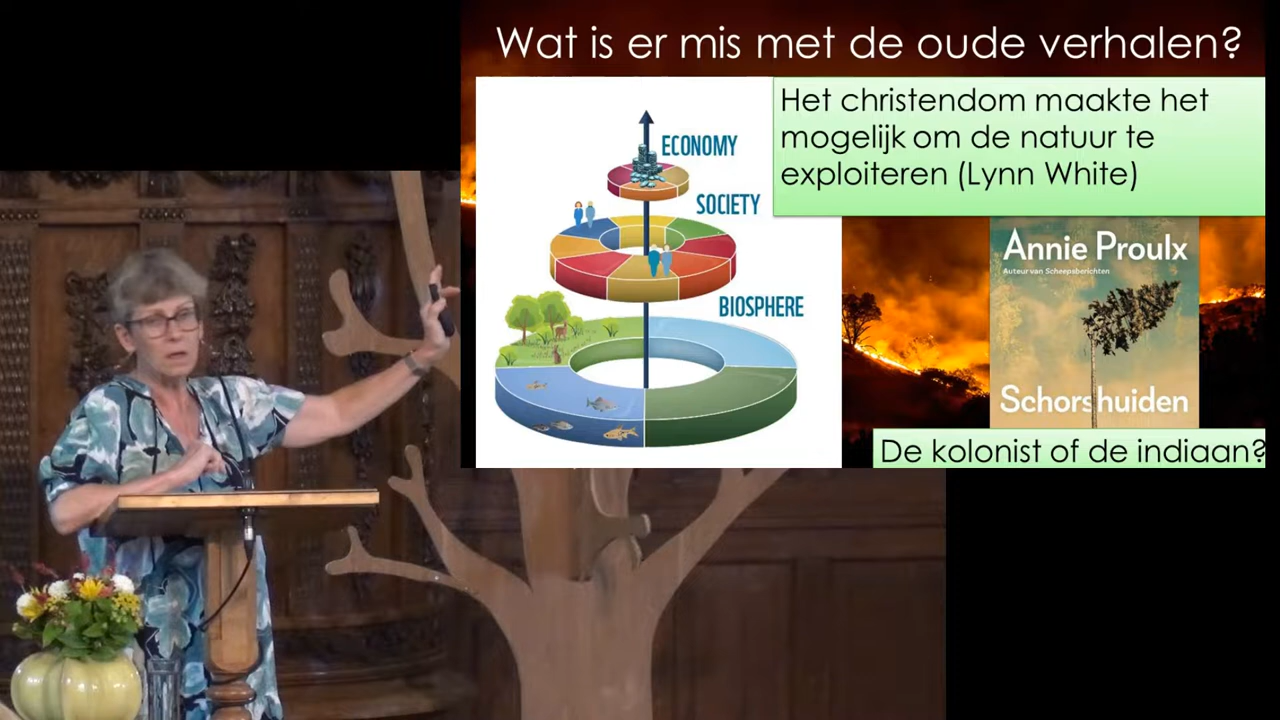 Wat is er mis met de oude verhalen?
Het christendom maakte het
mogelijk om de natuur te
exploiteren (Lynn White)
ECONOMY
SOCIETY
BIOSPHERE
Annie Proulx
Auteur van Scheepsberichten
Schorshuiden
De kolonist of de indiaan?